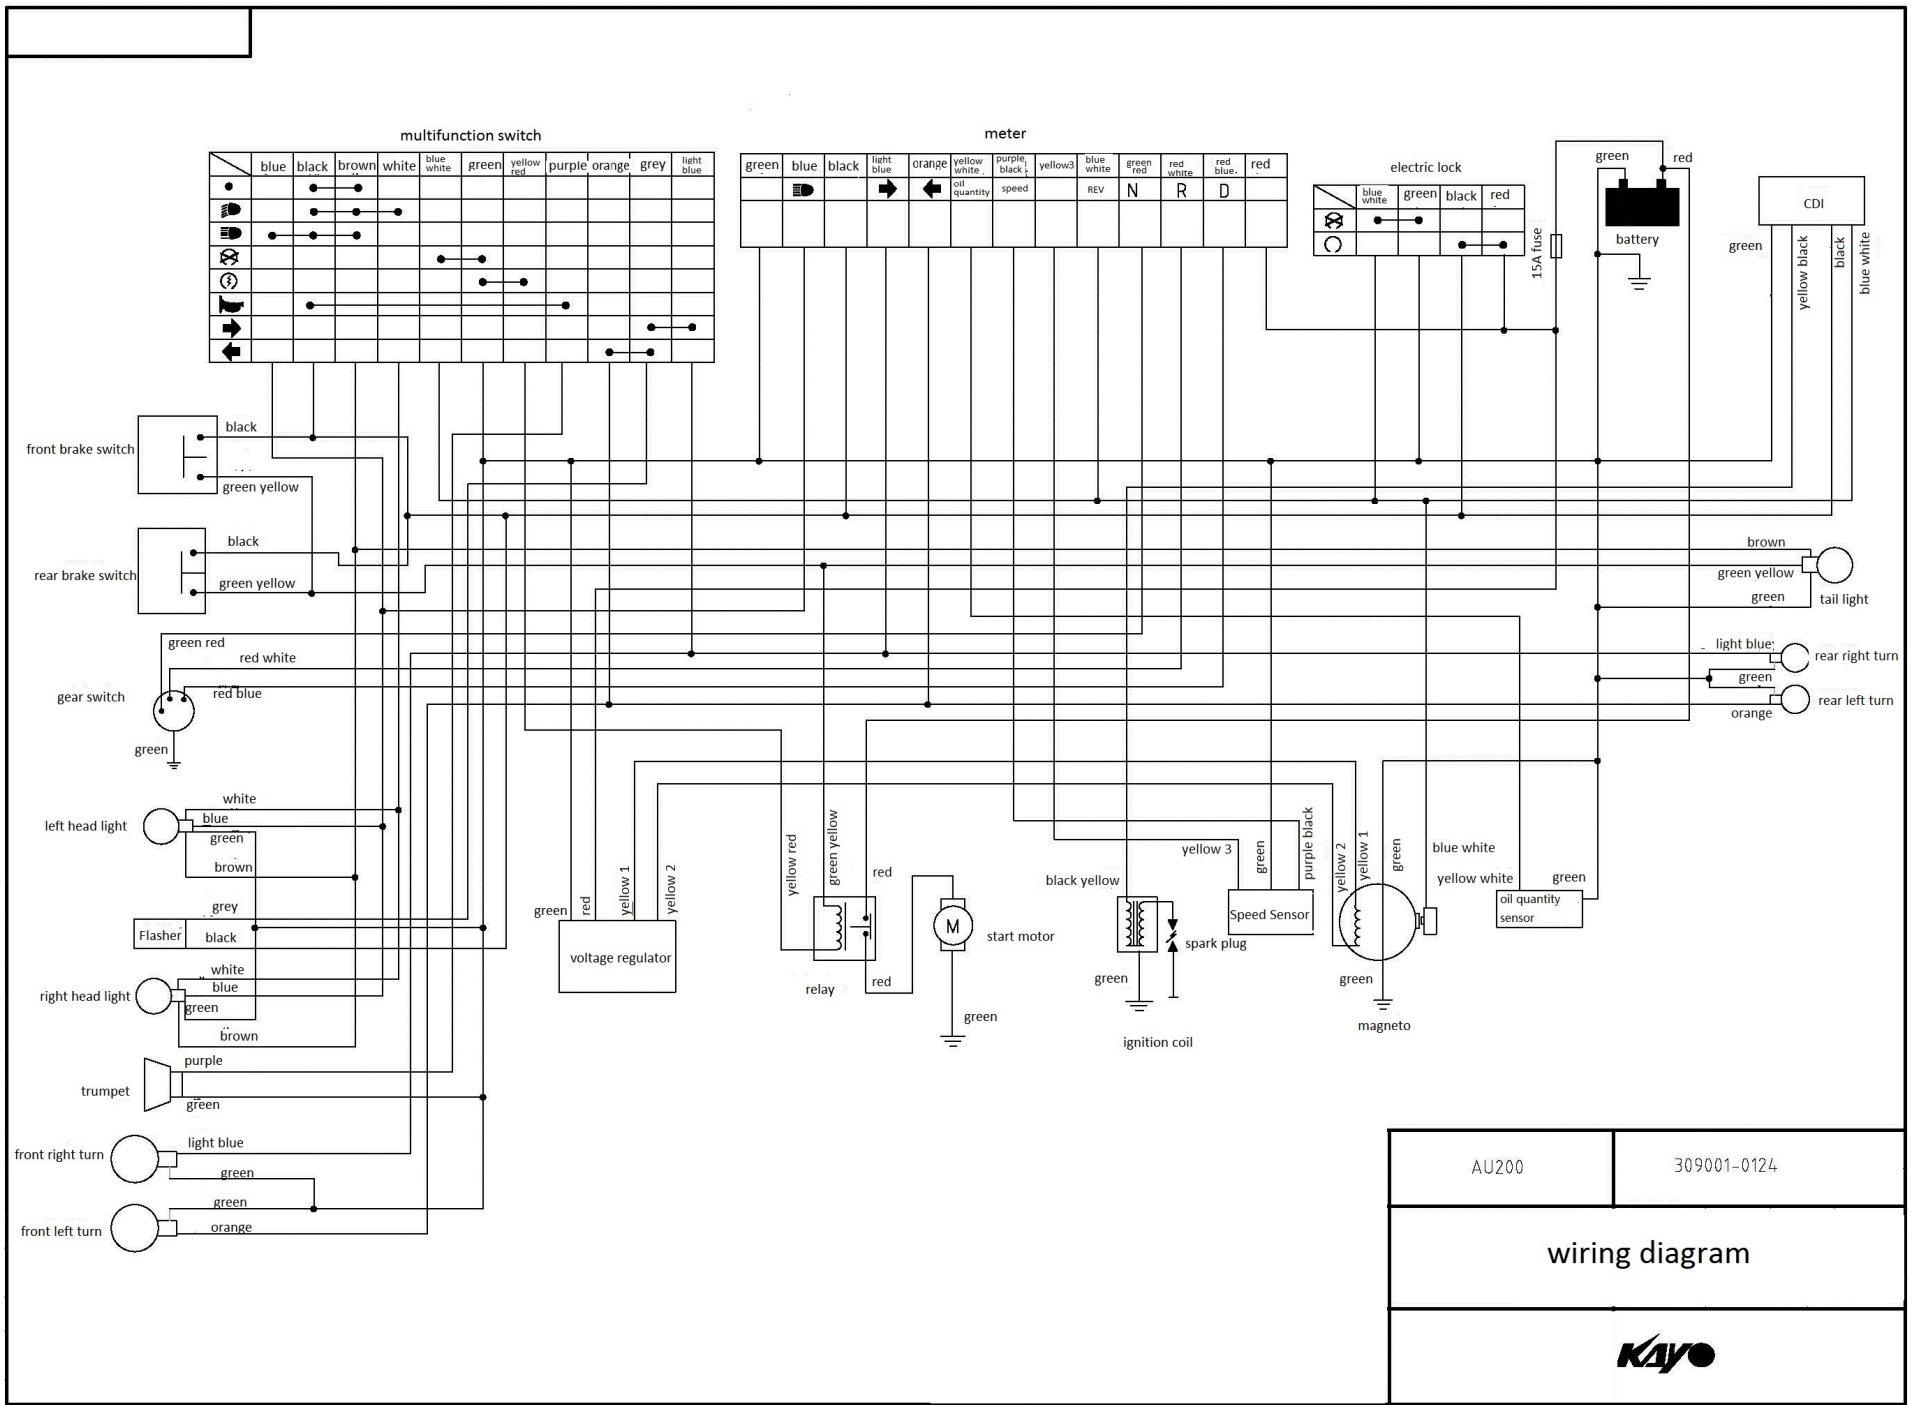 multifunction switch
blue black brown white blue white green yellow red purple orange grey light blue
meter
green blue black light blue orange yellow white purple black yellow3 blue white green red red white red blue red
oil quantity speed REV N R D
electric lock
blue white green black red
15A fuse
green
red
battery
CDI
green
yellow black
black
blue white
front brake switch
black
green yellow
rear brake switch
black
green yellow
brown
green yellow
green
tail light
gear switch
green red
red white
red blue
green
light blue
rear right turn
green
orange
rear left turn
left head light
white
blue
green
brown
grey
Flasher
black
right head light
white
blue
green
brown
trumpet
purple
green
front right turn
light blue
green
front left turn
green
orange
green
red
yellow 1
yellow 2
voltage regulator
yellow red
green yellow
red
relay
red
M
start motor
green
black yellow
spark plug
green
ignition coil
yellow 3
green
purple black
Speed Sensor
yellow 2
yellow 1
green
blue white
green
magneto
yellow white
green
oil quantity
sensor
AU200
309001-0124
wiring diagram
KAYO